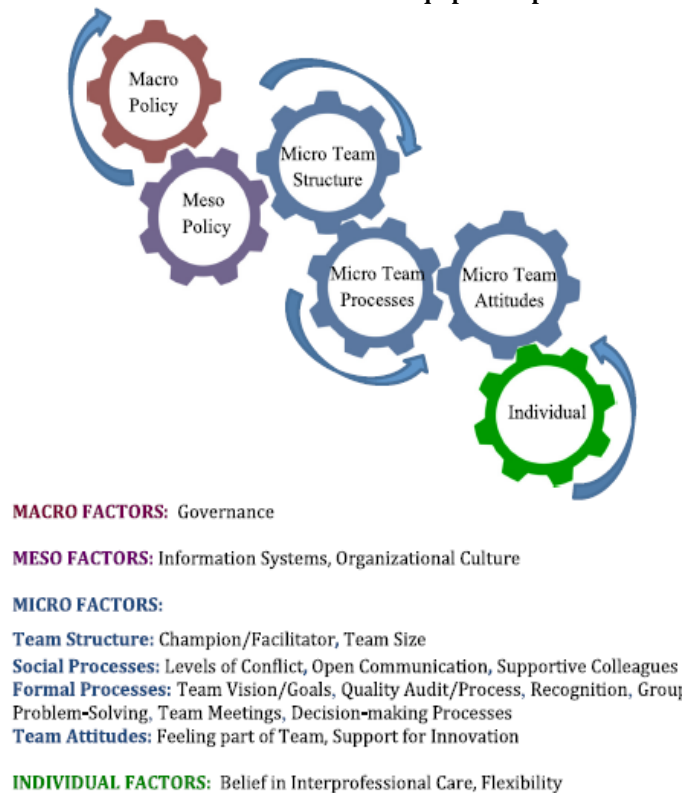 Macro
Policy
Micro Team
Structure
Meso
Policy
Micro Team
Processes
Micro Team
Attitudes
Individual
MACRO FACTORS: Governance
MESO FACTORS: Information Systems, Organizational Culture
MICRO FACTORS:
Team Structure: Champion/Facilitator, Team Size
Social Processes: Levels of Conflict, Open Communication, Supportive Colleagues
Formal Processes: Team Vision/Goals, Quality Audit/Process, Recognition, Group
Problem-Solving, Team Meetings, Decision-making Processes
Team Attitudes: Feeling part of Team, Support for Innovation
INDIVIDUAL FACTORS: Belief in Interprofessional Care, Flexibility